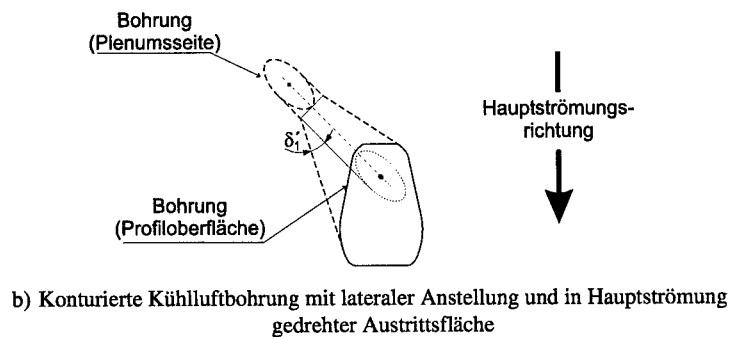 Bohrung
(Plenumsseite)
Hauptströmungs-
richtung
δ₁′
Bohrung
(Profiloberfläche)
b) Konturierte Kühlluftbohrung mit lateraler Anstellung und in Hauptströmung
gedrehter Austrittsfläche